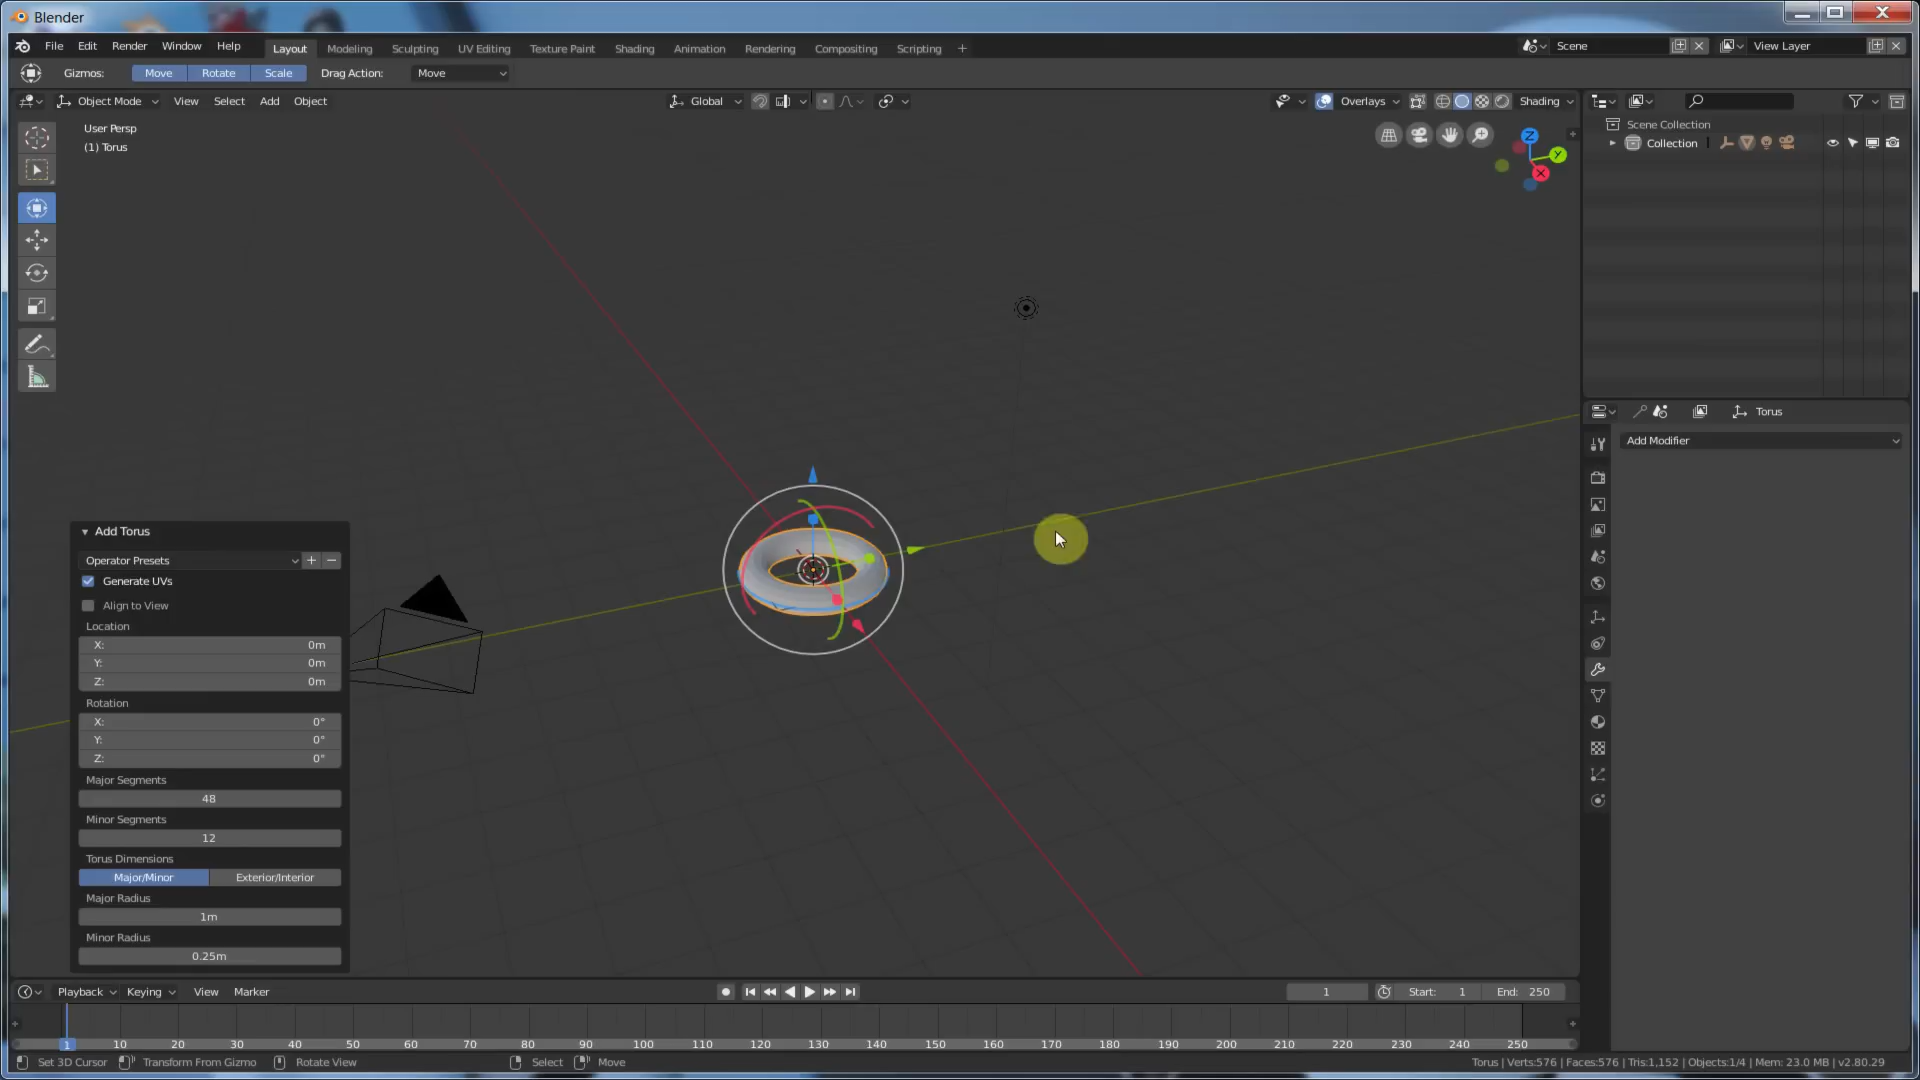 Blender
File Edit Render Window Help Layout Modeling Sculpting UV Editing Texture Paint Shading Animation Rendering Compositing Scripting + Scene View Layer
Gizmos: Move Rotate Scale Drag Action: Move
Object Mode View Select Add Object Global Overlays Shading
User Persp
(1) Torus
Z
Y
X
Scene Collection
Collection
Torus
Add Modifier
Add Torus
Operator Presets
Generate UVs
Align to View
Location
X: 0m
Y: 0m
Z: 0m
Rotation
X: 0°
Y: 0°
Z: 0°
Major Segments
48
Minor Segments
12
Torus Dimensions
Major/Minor Exterior/Interior
Major Radius
1m
Minor Radius
0.25m
Playback Keying View Marker 1 Start: 1 End: 250
1 10 20 30 40 50 60 70 80 90 100 110 120 130 140 150 160 170 180 190 200 210 220 230 240 250
Set 3D Cursor Transform From Gizmo Rotate View Select Move Torus | Verts:576 | Faces:576 | Tris:1,152 | Objects:1/4 | Mem: 23.0 MB | v2.80.29